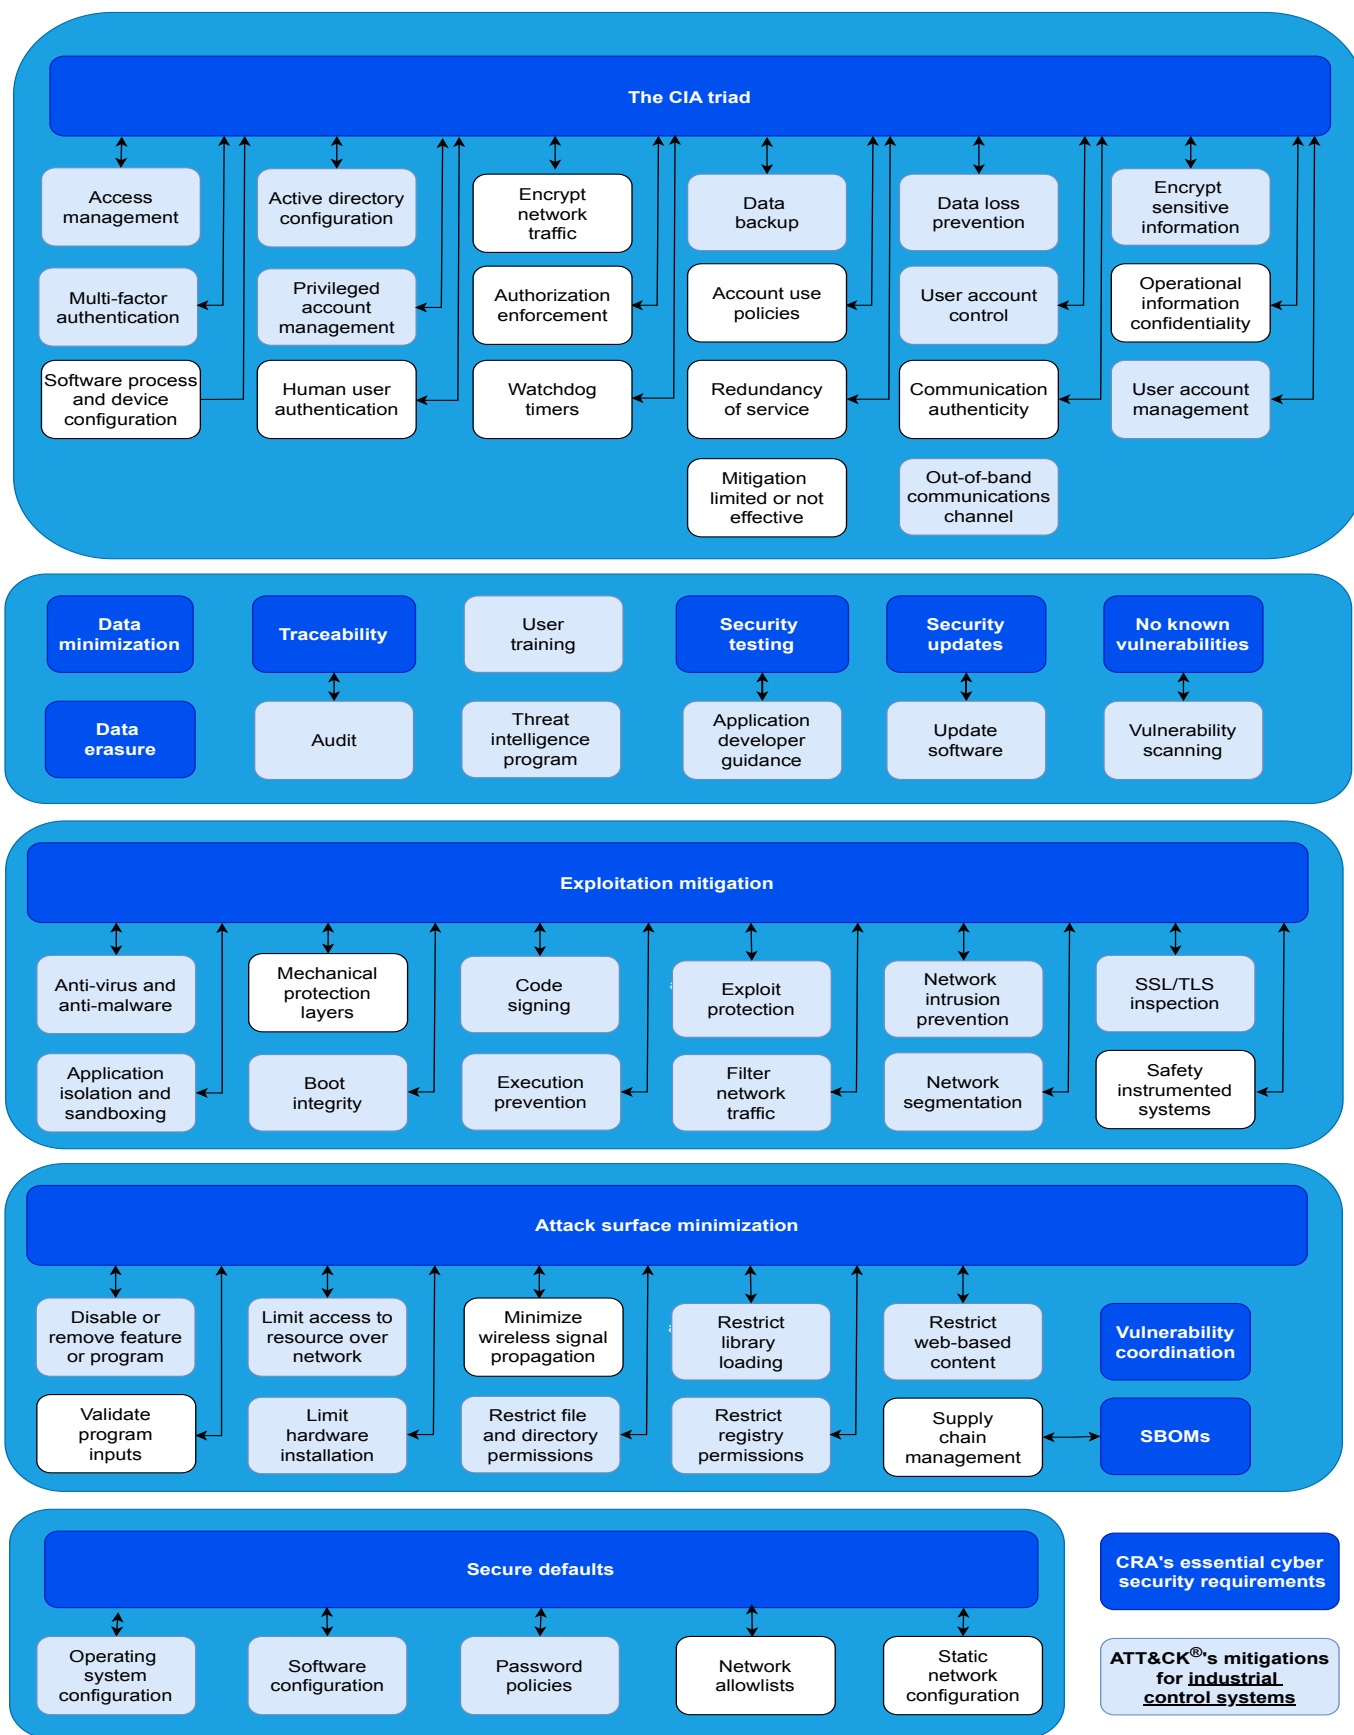 The CIA triad
Access
management
Active directory
configuration
Encrypt
network
traffic
Data
backup
Data loss
prevention
Encrypt
sensitive
information
Multi-factor
authentication
Privileged
account
management
Authorization
enforcement
Account use
policies
User account
control
Operational
information
confidentiality
Software process
and device
configuration
Human user
authentication
Watchdog
timers
Redundancy
of service
Communication
authenticity
User account
management
Mitigation
limited or not
effective
Out-of-band
communications
channel
Data
minimization
Traceability
User
training
Security
testing
Security
updates
No known
vulnerabilities
Data
erasure
Audit
Threat
intelligence
program
Application
developer
guidance
Update
software
Vulnerability
scanning
Exploitation mitigation
Anti-virus and
anti-malware
Mechanical
protection
layers
Code
signing
Exploit
protection
Network
intrusion
prevention
SSL/TLS
inspection
Application
isolation and
sandboxing
Boot
integrity
Execution
prevention
Filter
network
traffic
Network
segmentation
Safety
instrumented
systems
Attack surface minimization
Disable or
remove feature
or program
Limit access to
resource over
network
Minimize
wireless signal
propagation
Restrict
library
loading
Restrict
web-based
content
Vulnerability
coordination
Validate
program
inputs
Limit
hardware
installation
Restrict file
and directory
permissions
Restrict
registry
permissions
Supply
chain
management
SBOMs
Secure defaults
Operating
system
configuration
Software
configuration
Password
policies
Network
allowlists
Static
network
configuration
CRA's essential cyber
security requirements
ATT&CK®'s mitigations
for industrial
control systems